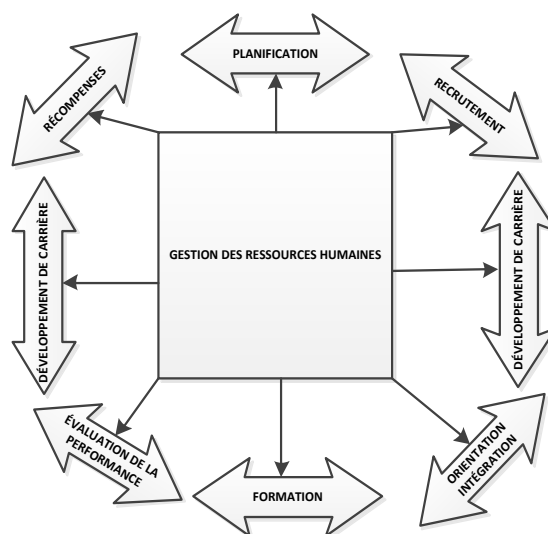 PLANIFICATION
RECRUTEMENT
RÉCOMPENSES
GESTION DES RESSOURCES HUMAINES
DÉVELOPPEMENT DE CARRIÈRE
DÉVELOPPEMENT DE CARRIÈRE
ÉVALUATION DE LA
PERFORMANCE
FORMATION
ORIENTATION
INTÉGRATION